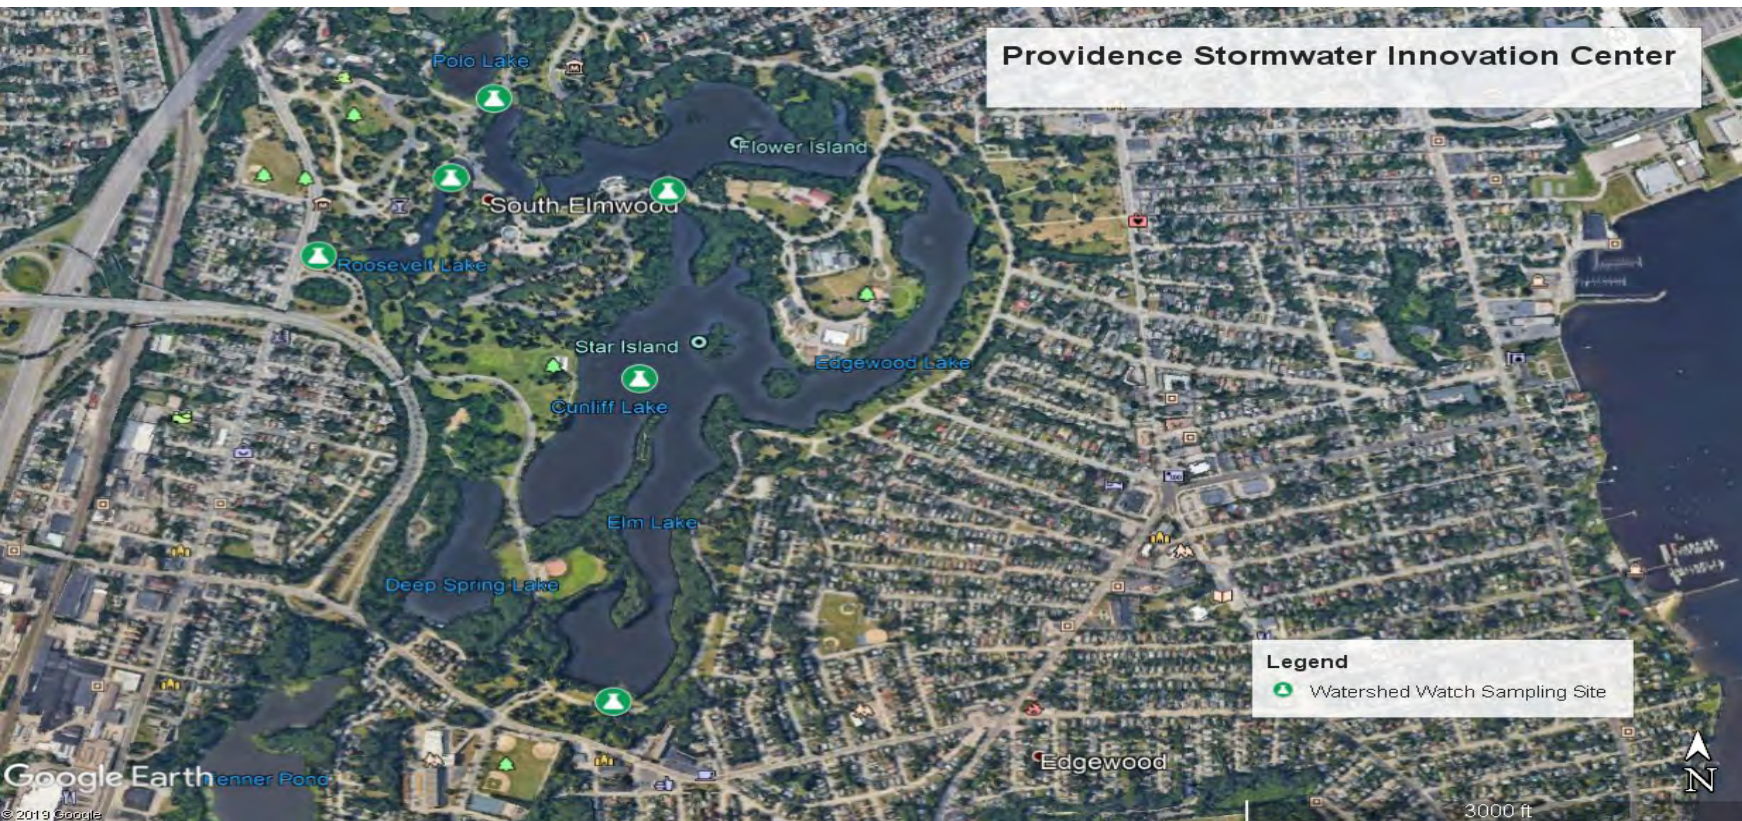 Providence Stormwater Innovation Center
Polo Lake
Flower Island
South Elmwood
Roosevelt Lake
Star Island
Edgewood Lake
Cunliff Lake
Elm Lake
Deep Spring Lake
Legend
Watershed Watch Sampling Site
Edgewood
Google Earth
Fenner Pond
N
3000 ft
© 2019 Google